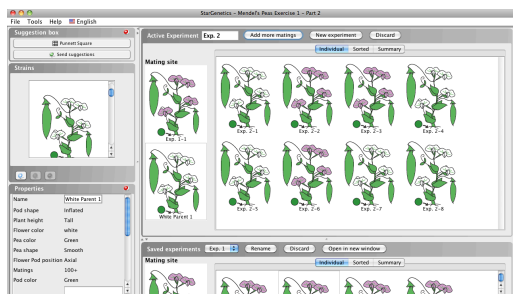 StarGenetics - Mendel's Peas Exercise 1 - Part 2
File Tools Help English
Suggestion box
Punnett Square
Send suggestions
Strains
Properties
Name White Parent 1
Pod shape Inflated
Plant height Tall
Flower color white
Pea color Green
Pea shape Smooth
Flower Pod position Axial
Matings 100+
Pod color Green
Active Experiment Exp. 2 Add more matings New experiment Discard
Individual Sorted Summary
Mating site
Exp. 1-1
White Parent 1
Exp. 2-1 Exp. 2-2 Exp. 2-3 Exp. 2-4
Exp. 2-5 Exp. 2-6 Exp. 2-7 Exp. 2-8
Saved experiments Exp. 1 Rename Discard Open in new window
Individual Sorted Summary
Mating site